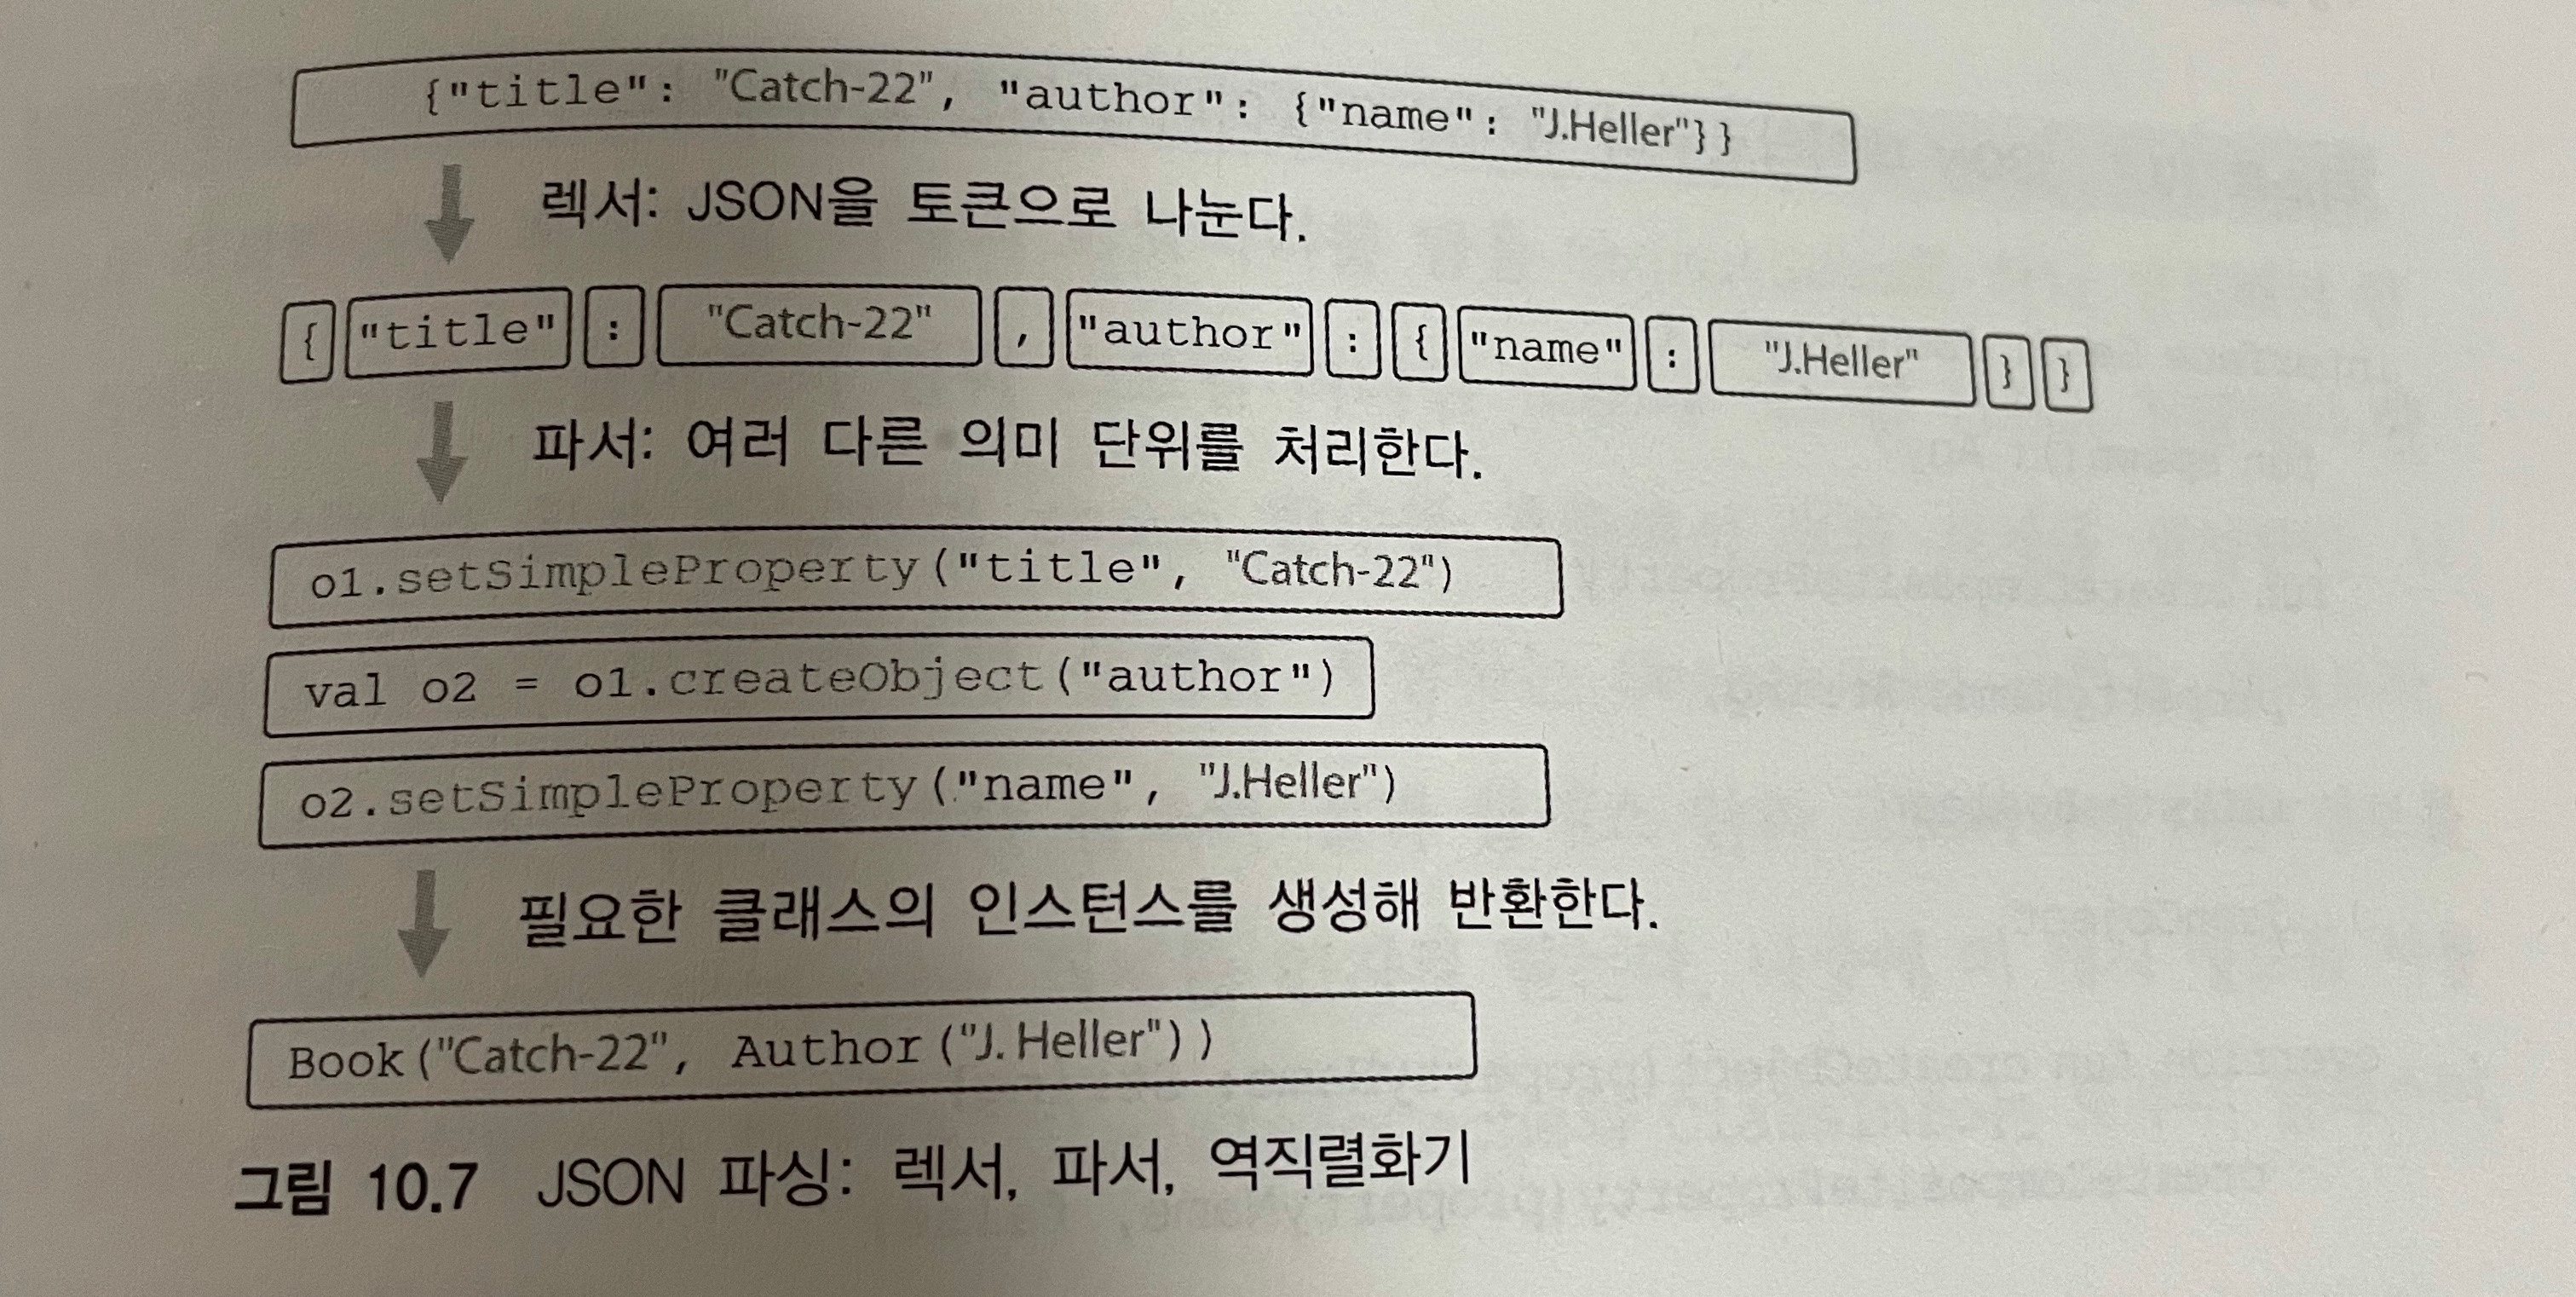 {"title": "Catch-22", "author": {"name": "J.Heller"}}
렉서: JSON을 토큰으로 나눈다.
{ "title" : "Catch-22" , "author" : { "name" : "J.Heller" } }
파서: 여러 다른 의미 단위를 처리한다.
o1.setSimpleProperty("title", "Catch-22")
val o2 = o1.createObject("author")
o2.setSimpleProperty("name", "J.Heller")
필요한 클래스의 인스턴스를 생성해 반환한다.
Book("Catch-22", Author("J. Heller"))
그림 10.7 JSON 파싱: 렉서, 파서, 역직렬화기